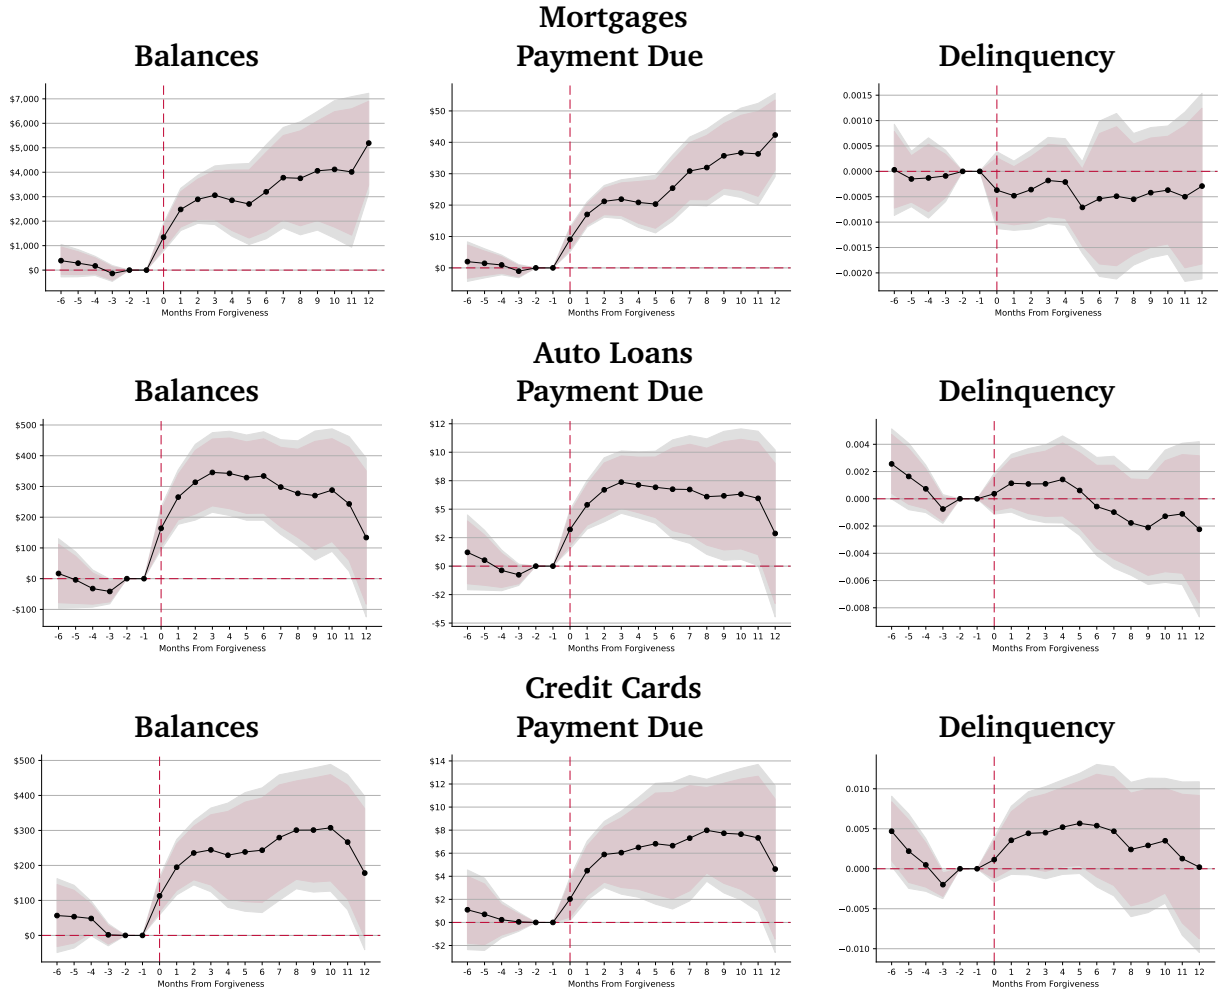 Mortgages
Balances Payment Due Delinquency
$7,000
$6,000
$5,000
$4,000
$3,000
$2,000
$1,000
$0
-6 -5 -4 -3 -2 -1 0 1 2 3 4 5 6 7 8 9 10 11 12
Months From Forgiveness
$50
$40
$30
$20
$10
$0
-6 -5 -4 -3 -2 -1 0 1 2 3 4 5 6 7 8 9 10 11 12
Months From Forgiveness
0.0015
0.0010
0.0005
0.0000
−0.0005
−0.0010
−0.0015
−0.0020
-6 -5 -4 -3 -2 -1 0 1 2 3 4 5 6 7 8 9 10 11 12
Months From Forgiveness
Auto Loans
Balances Payment Due Delinquency
$500
$400
$300
$200
$100
$0
-$100
-6 -5 -4 -3 -2 -1 0 1 2 3 4 5 6 7 8 9 10 11 12
Months From Forgiveness
$12
$10
$8
$5
$2
$0
-$2
-$5
-6 -5 -4 -3 -2 -1 0 1 2 3 4 5 6 7 8 9 10 11 12
Months From Forgiveness
0.004
0.002
0.000
−0.002
−0.004
−0.006
−0.008
-6 -5 -4 -3 -2 -1 0 1 2 3 4 5 6 7 8 9 10 11 12
Months From Forgiveness
Credit Cards
Balances Payment Due Delinquency
$500
$400
$300
$200
$100
$0
-6 -5 -4 -3 -2 -1 0 1 2 3 4 5 6 7 8 9 10 11 12
Months From Forgiveness
$14
$12
$10
$8
$6
$4
$2
$0
-$2
-6 -5 -4 -3 -2 -1 0 1 2 3 4 5 6 7 8 9 10 11 12
Months From Forgiveness
0.010
0.005
0.000
−0.005
−0.010
-6 -5 -4 -3 -2 -1 0 1 2 3 4 5 6 7 8 9 10 11 12
Months From Forgiveness